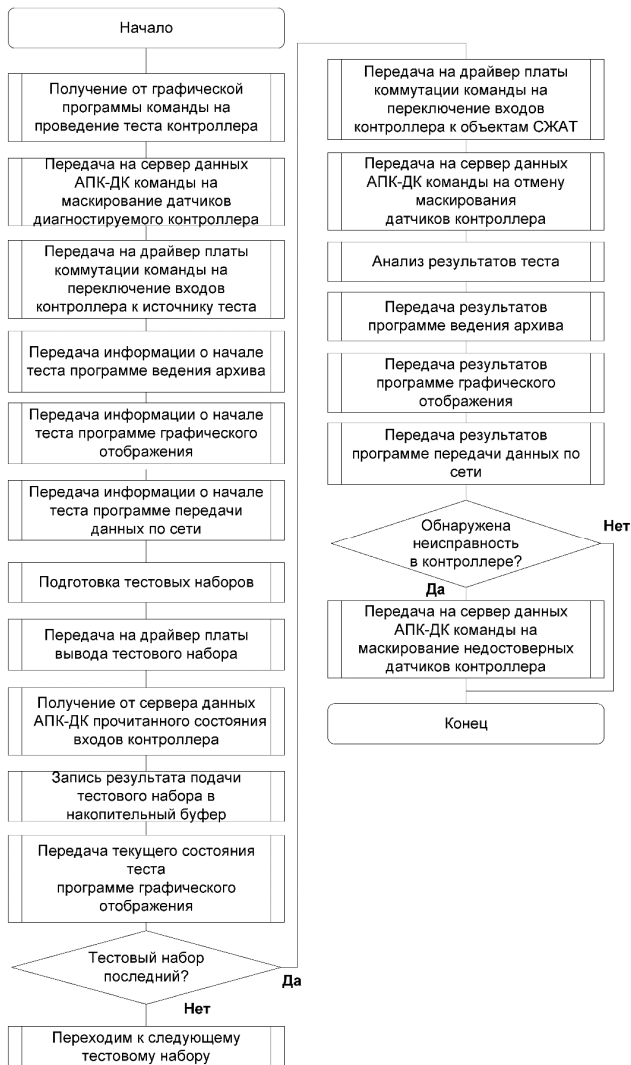 Начало
Получение от графической
программы команды на
проведение теста контроллера
Передача на сервер данных
АПК-ДК команды на
маскирование датчиков
диагностируемого контроллера
Передача на драйвер платы
коммутации команды на
переключение входов
контроллера к источнику теста
Передача информации о начале
теста программе ведения архива
Передача информации о начале
теста программе графического
отображения
Передача информации о начале
теста программе передачи
данных по сети
Подготовка тестовых наборов
Передача на драйвер платы
вывода тестового набора
Получение от сервера данных
АПК-ДК прочитанного состояния
входов контроллера
Запись результата подачи
тестового набора в
накопительный буфер
Передача текущего состояния
теста
программе графического
отображения
Тестовый набор
последний?
Да
Нет
Переходим к следующему
тестовому набору
Передача на драйвер платы
коммутации команды на
переключение входов
контроллера к объектам СЖАТ
Передача на сервер данных
АПК-ДК команды на отмену
маскирования
датчиков контроллера
Анализ результатов теста
Передача результатов
программе ведения архива
Передача результатов
программе графического
отображения
Передача результатов
программе передачи данных по
сети
Обнаружена
неисправность
в контроллере?
Нет
Да
Передача на сервер данных
АПК-ДК команды на
маскирование недостоверных
датчиков контроллера
Конец